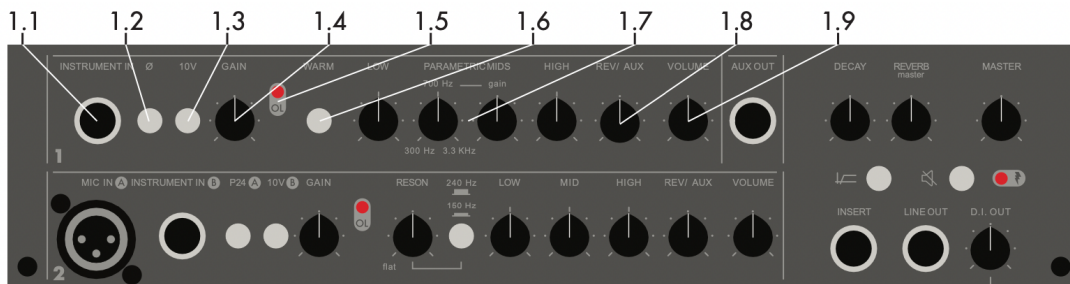 1.1 1.2 1.3 1.4 1.5 1.6 1.7 1.8 1.9
INSTRUMENT IN Ø 10V GAIN WARM LOW PARAMETRIC MIDS HIGH REV/ AUX VOLUME AUX OUT DECAY REVERB MASTER
master
700 Hz gain
OL
300 Hz 3.3 KHz
1
MIC IN A INSTRUMENT IN B P24 A 10V B GAIN RESON 240 Hz LOW MID HIGH REV/ AUX VOLUME
150 Hz
OL
INSERT LINE OUT D.I. OUT
flat
2